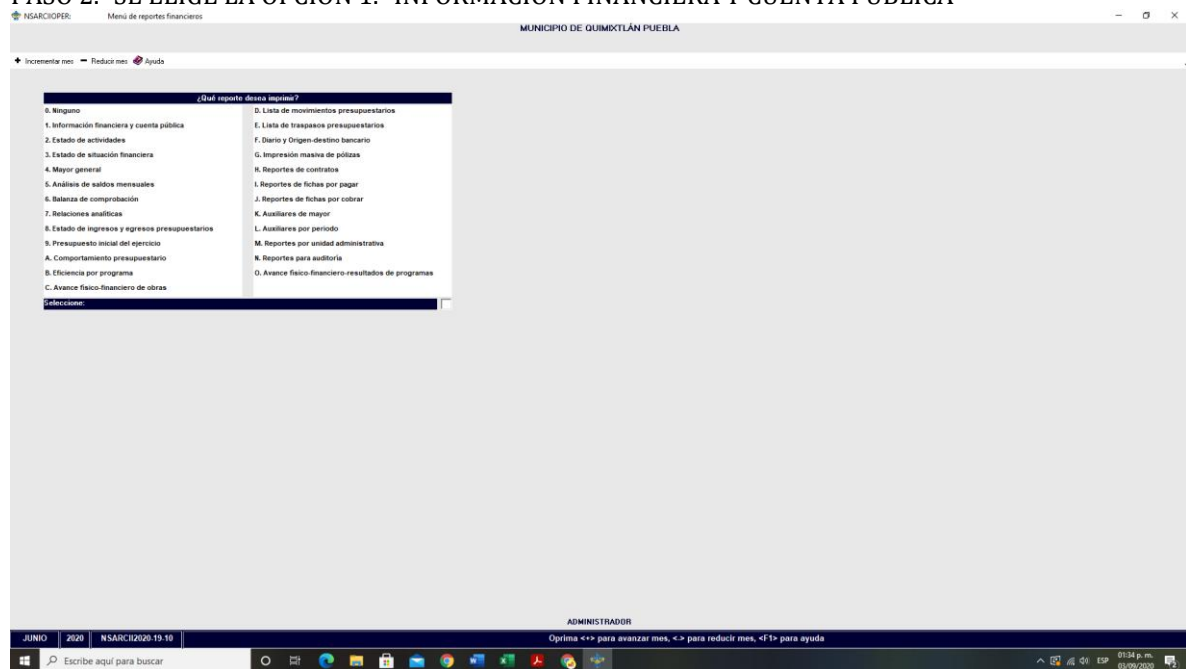 PASO 2.- SE ELIGE LA OPCION 1.- INFORMACION FINANCIERA Y CUENTA PUBLICA
NSARCIIOPER: Menú de reportes financieros
MUNICIPIO DE QUIMIXTLÁN PUEBLA
+ Incrementar mes − Reducir mes Ayuda
¿Qué reporte desea imprimir?
0. Ninguno
1. Información financiera y cuenta pública
2. Estado de actividades
3. Estado de situación financiera
4. Mayor general
5. Análisis de saldos mensuales
6. Balanza de comprobación
7. Relaciones analíticas
8. Estado de ingresos y egresos presupuestarios
9. Presupuesto inicial del ejercicio
A. Comportamiento presupuestario
B. Eficiencia por programa
C. Avance físico-financiero de obras
D. Lista de movimientos presupuestarios
E. Lista de traspasos presupuestarios
F. Diario y Origen-destino bancario
G. Impresión masiva de pólizas
H. Reportes de contratos
I. Reportes de fichas por pagar
J. Reportes de fichas por cobrar
K. Auxiliares de mayor
L. Auxiliares por periodo
M. Reportes por unidad administrativa
N. Reportes para auditoría
O. Avance físico-financiero-resultados de programas
Seleccione:
ADMINISTRADOR
JUNIO 2020 NSARCII2020-19-10 Oprima <+> para avanzar mes, <-> para reducir mes, <F1> para ayuda
Escribe aquí para buscar
ESP 01:34 p. m.
03/09/2020